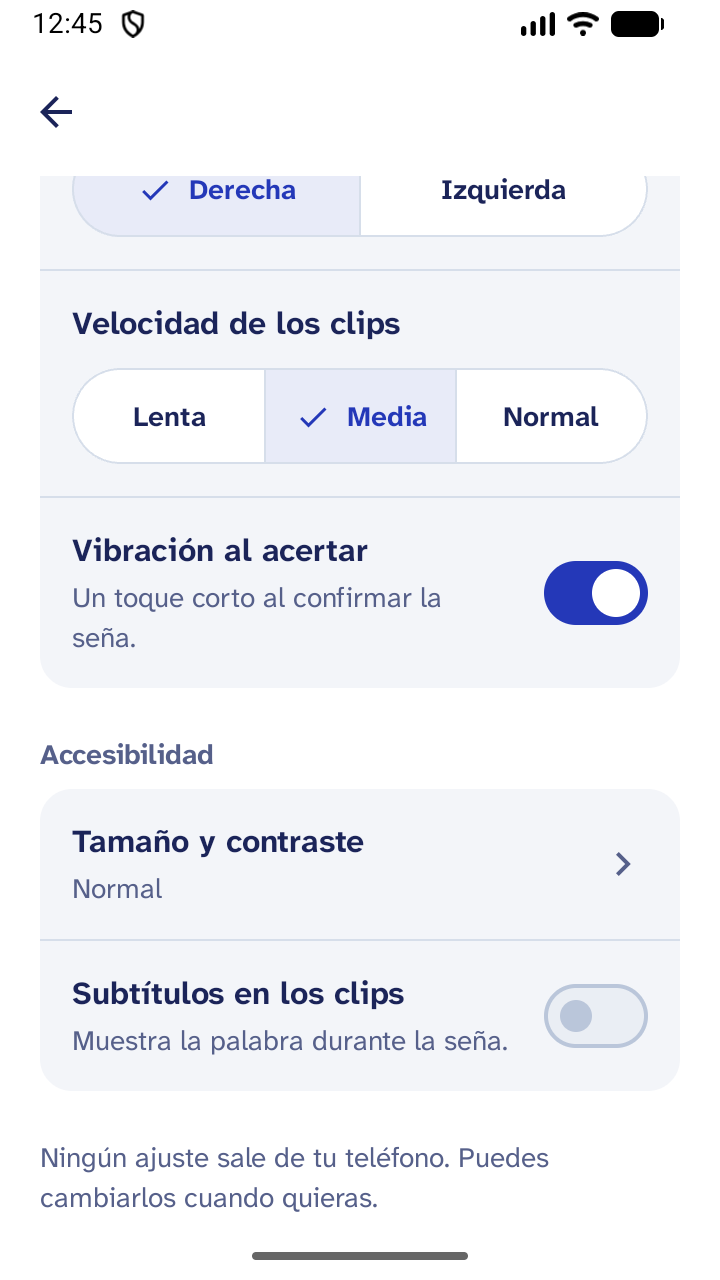 12:45
Derecha
Izquierda
Velocidad de los clips
Lenta
Media
Normal
Vibración al acertar
Un toque corto al confirmar la
seña.
Accesibilidad
Tamaño y contraste
Normal
Subtítulos en los clips
Muestra la palabra durante la seña.
Ningún ajuste sale de tu teléfono. Puedes
cambiarlos cuando quieras.